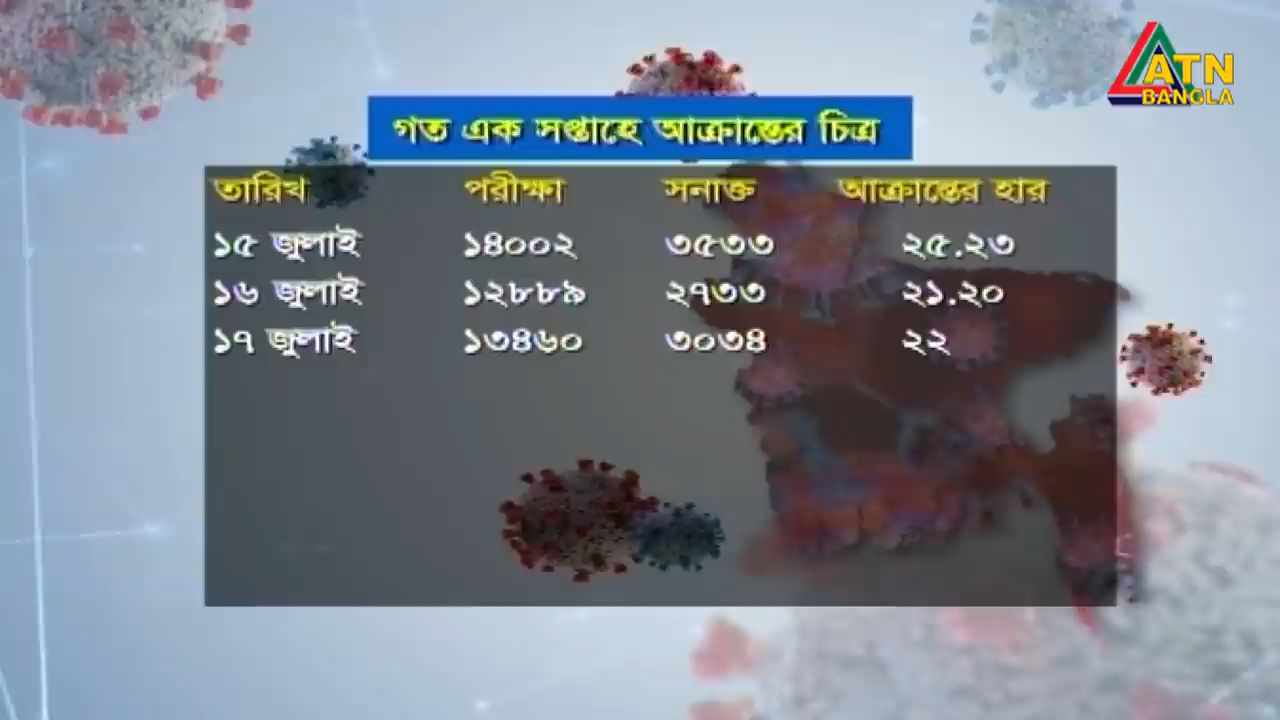 ATN
BANGLA
গত এক সপ্তাহে আক্রান্তের চিত্র
তারিখ পরীক্ষা সনাক্ত আক্রান্তের হার
১৫ জুলাই ১৪০০২ ৩৫৩৩ ২৫.২৩
১৬ জুলাই ১২৮৮৯ ২৭৩৩ ২১.২০
১৭ জুলাই ১৩৪৬০ ৩০৩৪ ২২